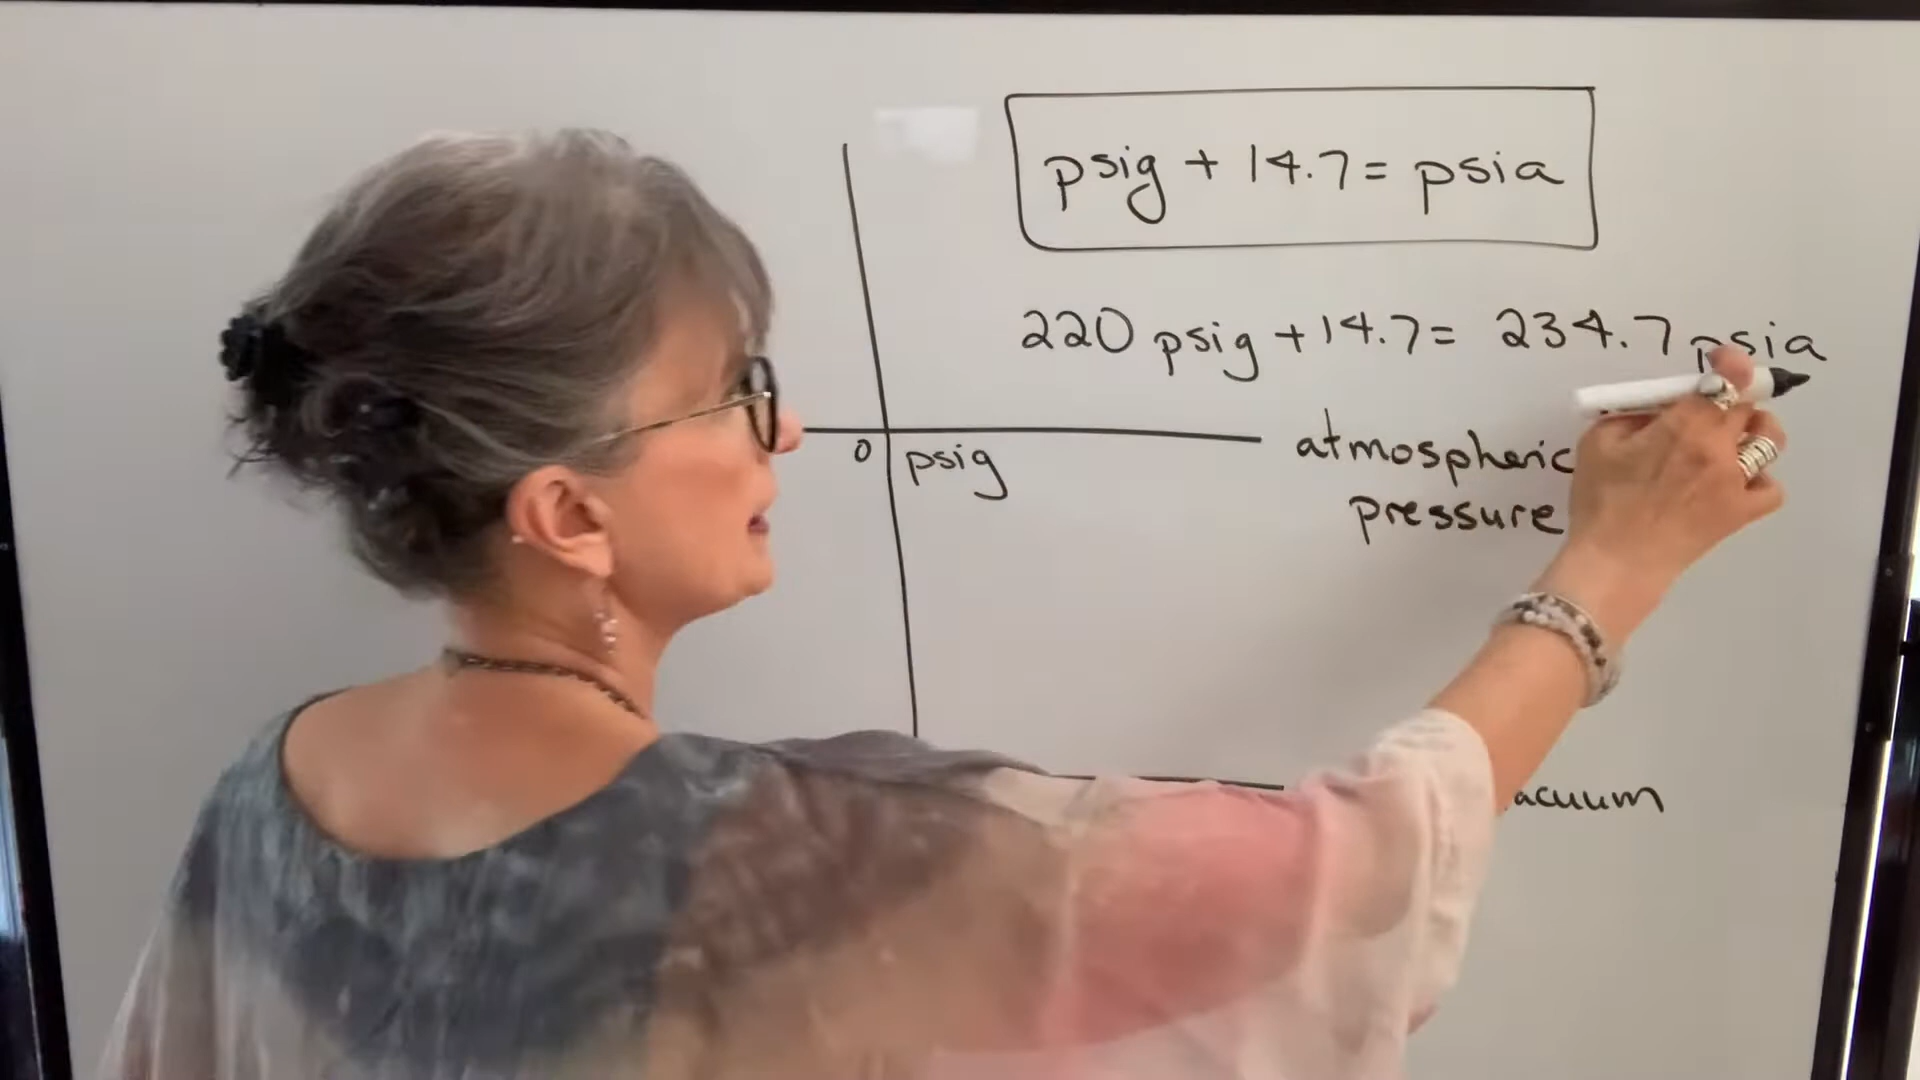 psig + 14.7 = psia
220 psig + 14.7 = 234.7 psia
0 psig
atmospheric
pressure